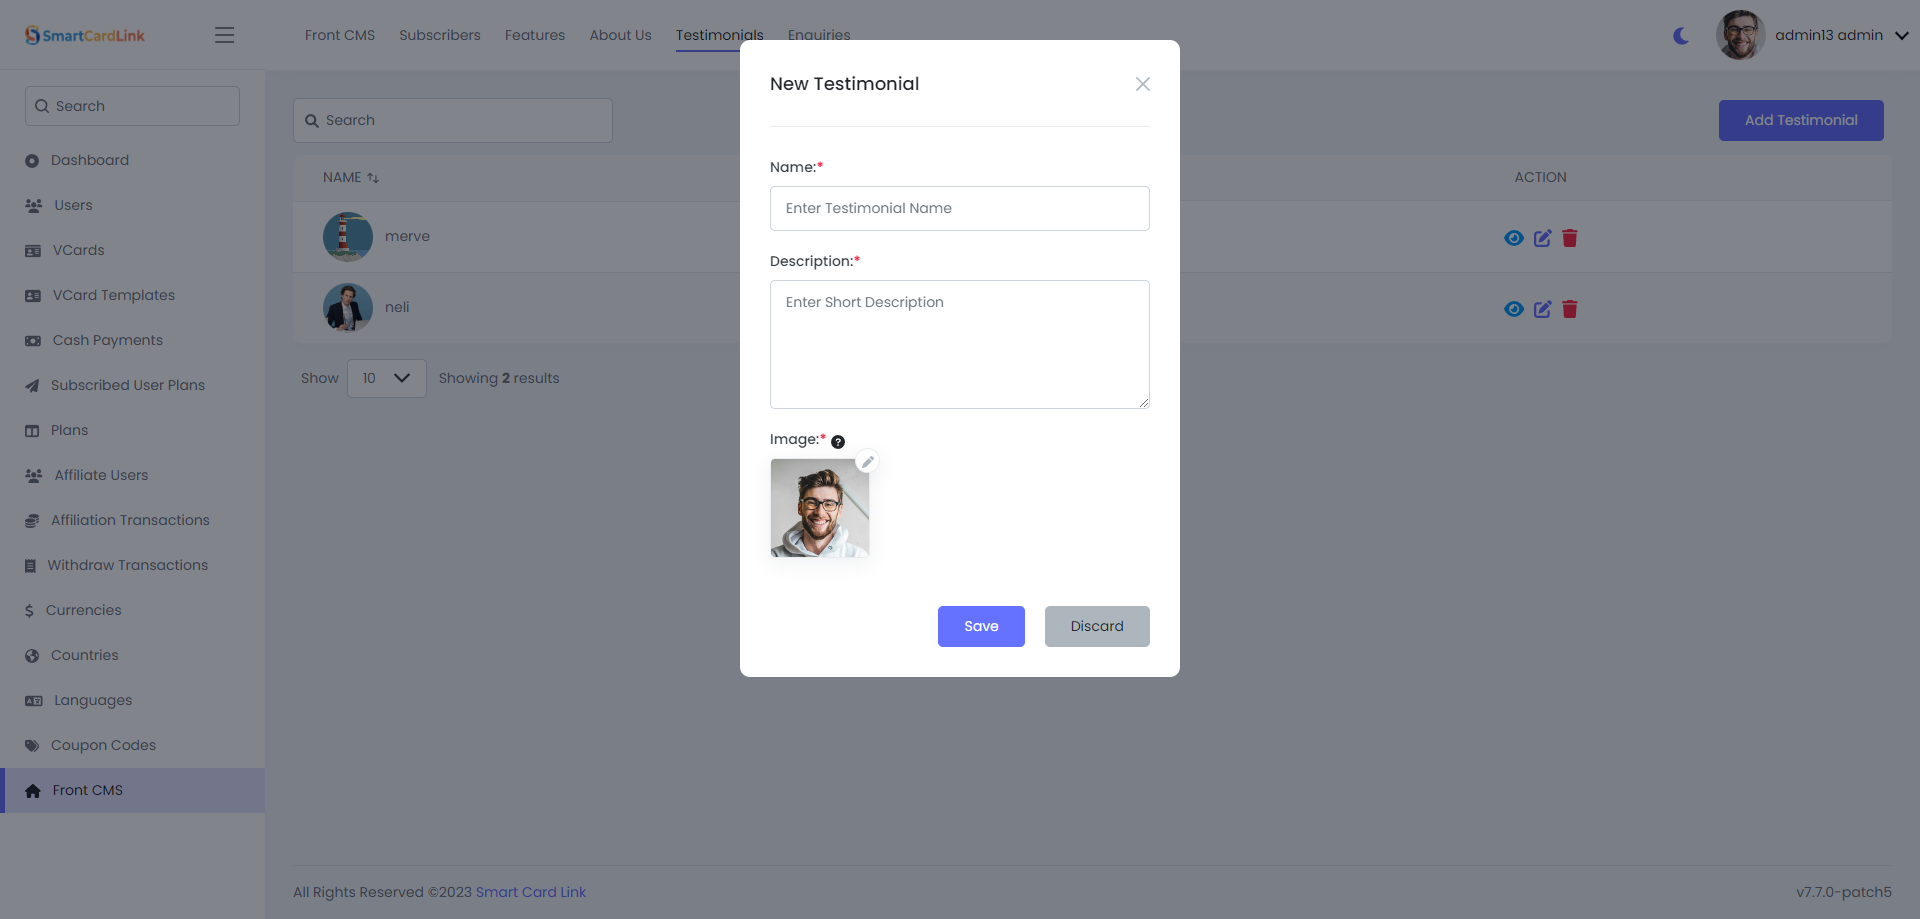 SmartCardLink
Front CMS
Subscribers
Features
About Us
Testimonials
Enquiries
admin13 admin
Search
Dashboard
Users
VCards
VCard Templates
Cash Payments
Subscribed User Plans
Plans
Affiliate Users
Affiliation Transactions
Withdraw Transactions
Currencies
Countries
Languages
Coupon Codes
Front CMS
Search
Add Testimonial
NAME
ACTION
merve
neli
Show 10 Showing 2 results
New Testimonial
Name:*
Enter Testimonial Name
Description:*
Enter Short Description
Image:* ?
Save
Discard
All Rights Reserved ©2023 Smart Card Link
v7.7.0-patch5